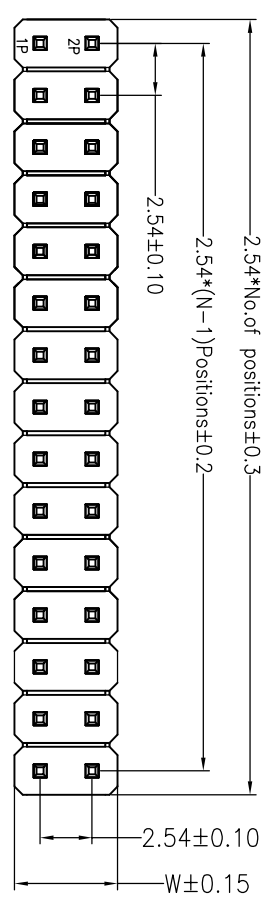 1P
2P
2.54±0.10
2.54*(N-1)Positions±0.2
2.54*No.of positions±0.3
2.54±0.10
W±0.15